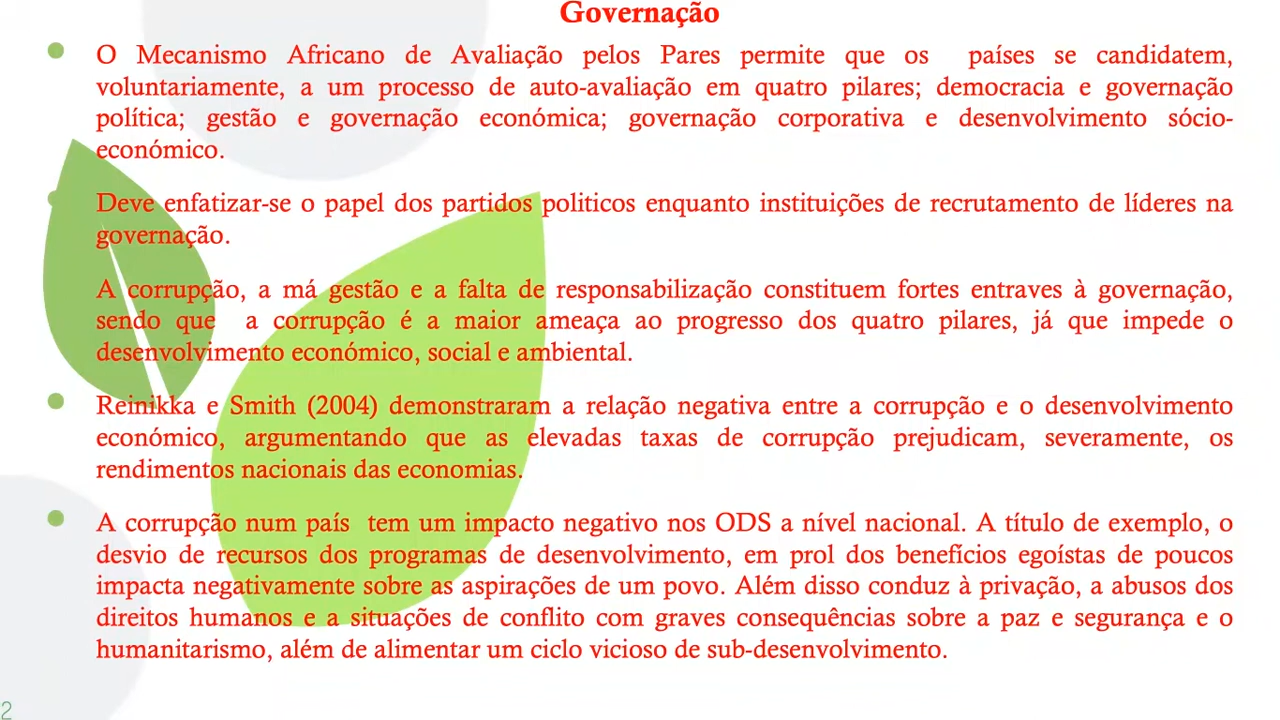 Governação
O Mecanismo Africano de Avaliação pelos Pares permite que os países se candidatem,
voluntariamente, a um processo de auto-avaliação em quatro pilares; democracia e governação
política; gestão e governação económica; governação corporativa e desenvolvimento sócio-
económico.
Deve enfatizar-se o papel dos partidos politicos enquanto instituições de recrutamento de líderes na
governação.
A corrupção, a má gestão e a falta de responsabilização constituem fortes entraves à governação,
sendo que a corrupção é a maior ameaça ao progresso dos quatro pilares, já que impede o
desenvolvimento económico, social e ambiental.
Reinikka e Smith (2004) demonstraram a relação negativa entre a corrupção e o desenvolvimento
económico, argumentando que as elevadas taxas de corrupção prejudicam, severamente, os
rendimentos nacionais das economias.
A corrupção num país tem um impacto negativo nos ODS a nível nacional. A título de exemplo, o
desvio de recursos dos programas de desenvolvimento, em prol dos benefícios egoístas de poucos
impacta negativamente sobre as aspirações de um povo. Além disso conduz à privação, a abusos dos
direitos humanos e a situações de conflito com graves consequências sobre a paz e segurança e o
humanitarismo, além de alimentar um ciclo vicioso de sub-desenvolvimento.
2